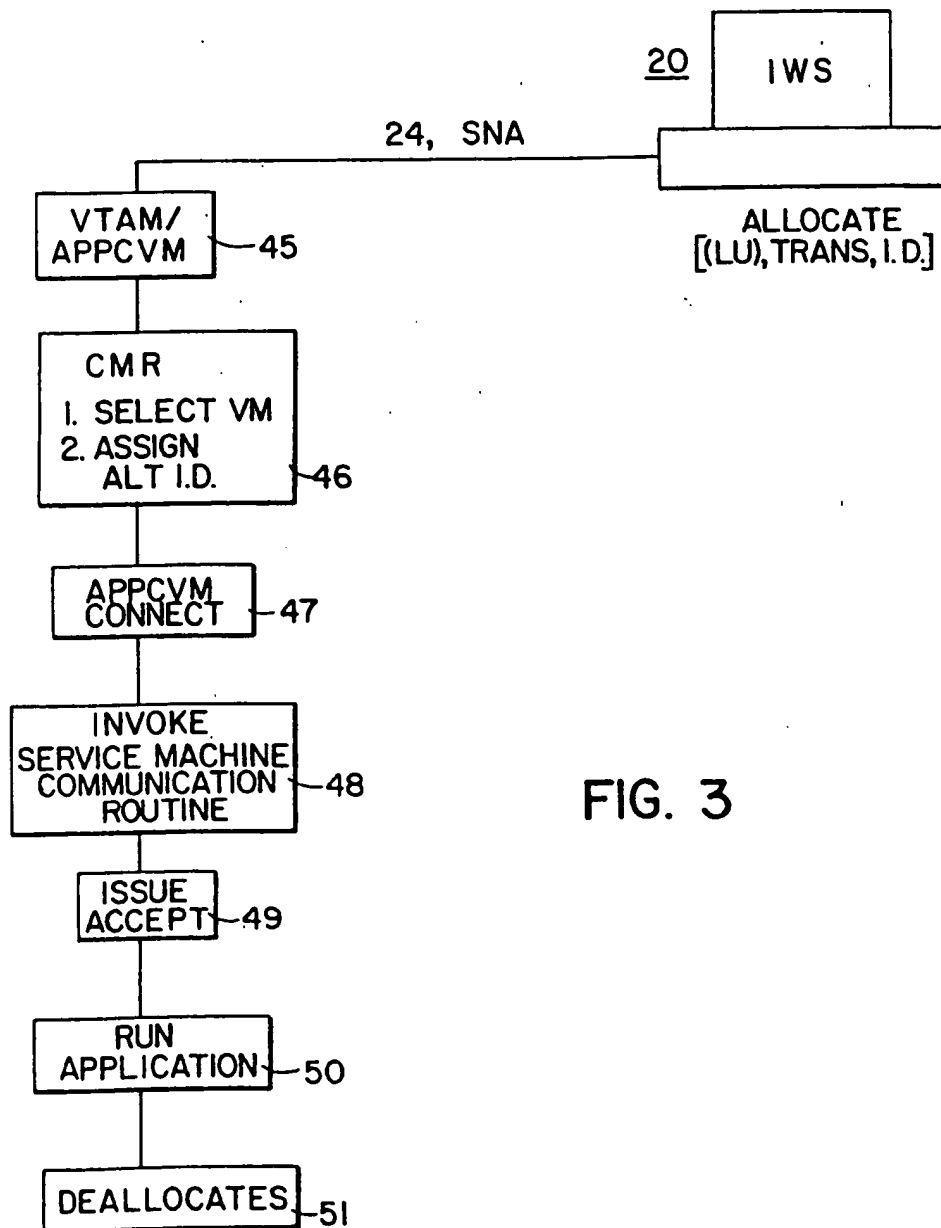 20
IWS
24, SNA
ALLOCATE
[(LU),TRANS, I.D.]
VTAM/
APPCVM
45
CMR
1. SELECT VM
2. ASSIGN
ALT I.D.
46
APPCVM
CONNECT
47
INVOKE
SERVICE MACHINE
COMMUNICATION
ROUTINE
48
FIG. 3
ISSUE
ACCEPT
49
RUN
APPLICATION
50
DEALLOCATES
51